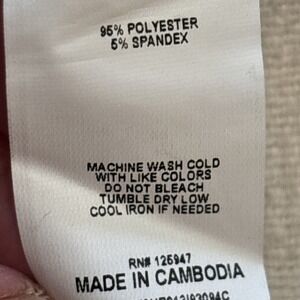 95% POLYESTER
5% SPANDEX
MACHINE WASH COLD
WITH LIKE COLORS
DO NOT BLEACH
TUMBLE DRY LOW
COOL IRON IF NEEDED
RN# 125947
MADE IN CAMBODIA